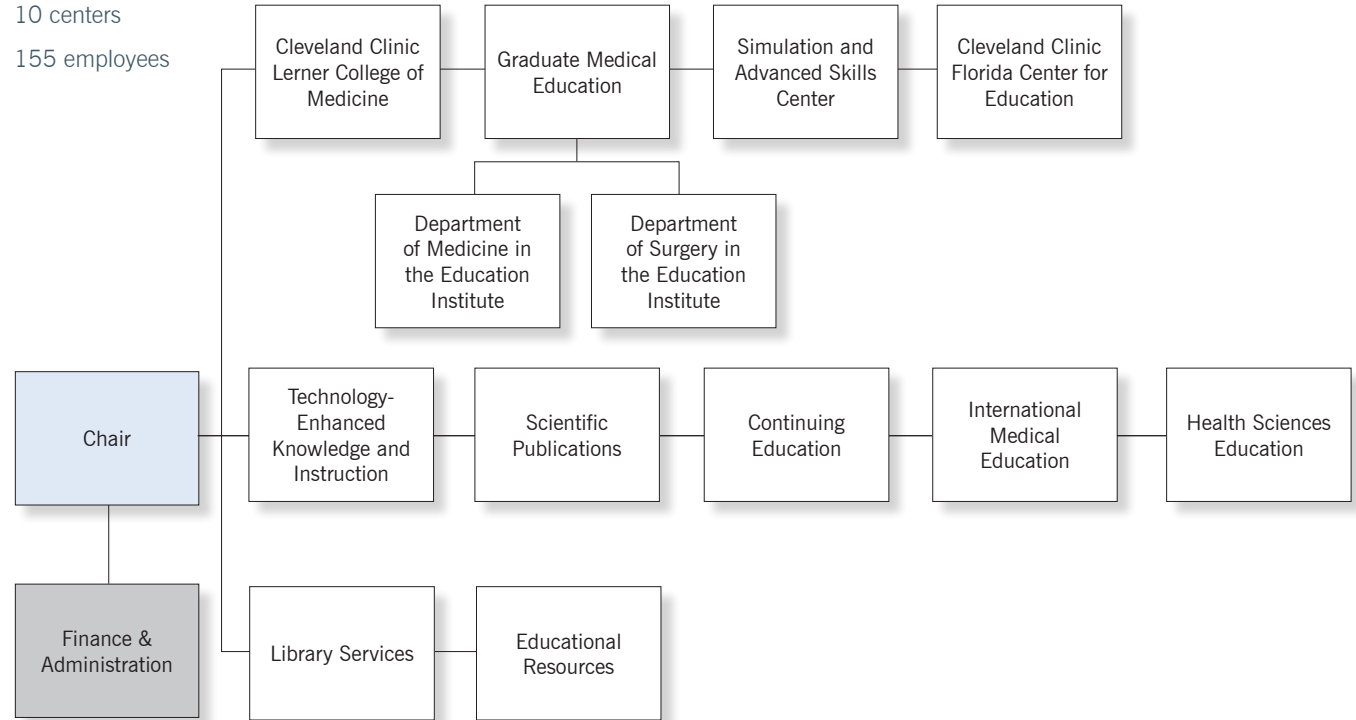 10 centers
155 employees
Cleveland Clinic
Lerner College of
Medicine
Graduate Medical
Education
Simulation and
Advanced Skills
Center
Cleveland Clinic
Florida Center for
Education
Department
of Medicine in
the Education
Institute
Department
of Surgery in
the Education
Institute
Chair
Technology-
Enhanced
Knowledge and
Instruction
Scientific
Publications
Continuing
Education
International
Medical
Education
Health Sciences
Education
Finance &
Administration
Library Services
Educational
Resources